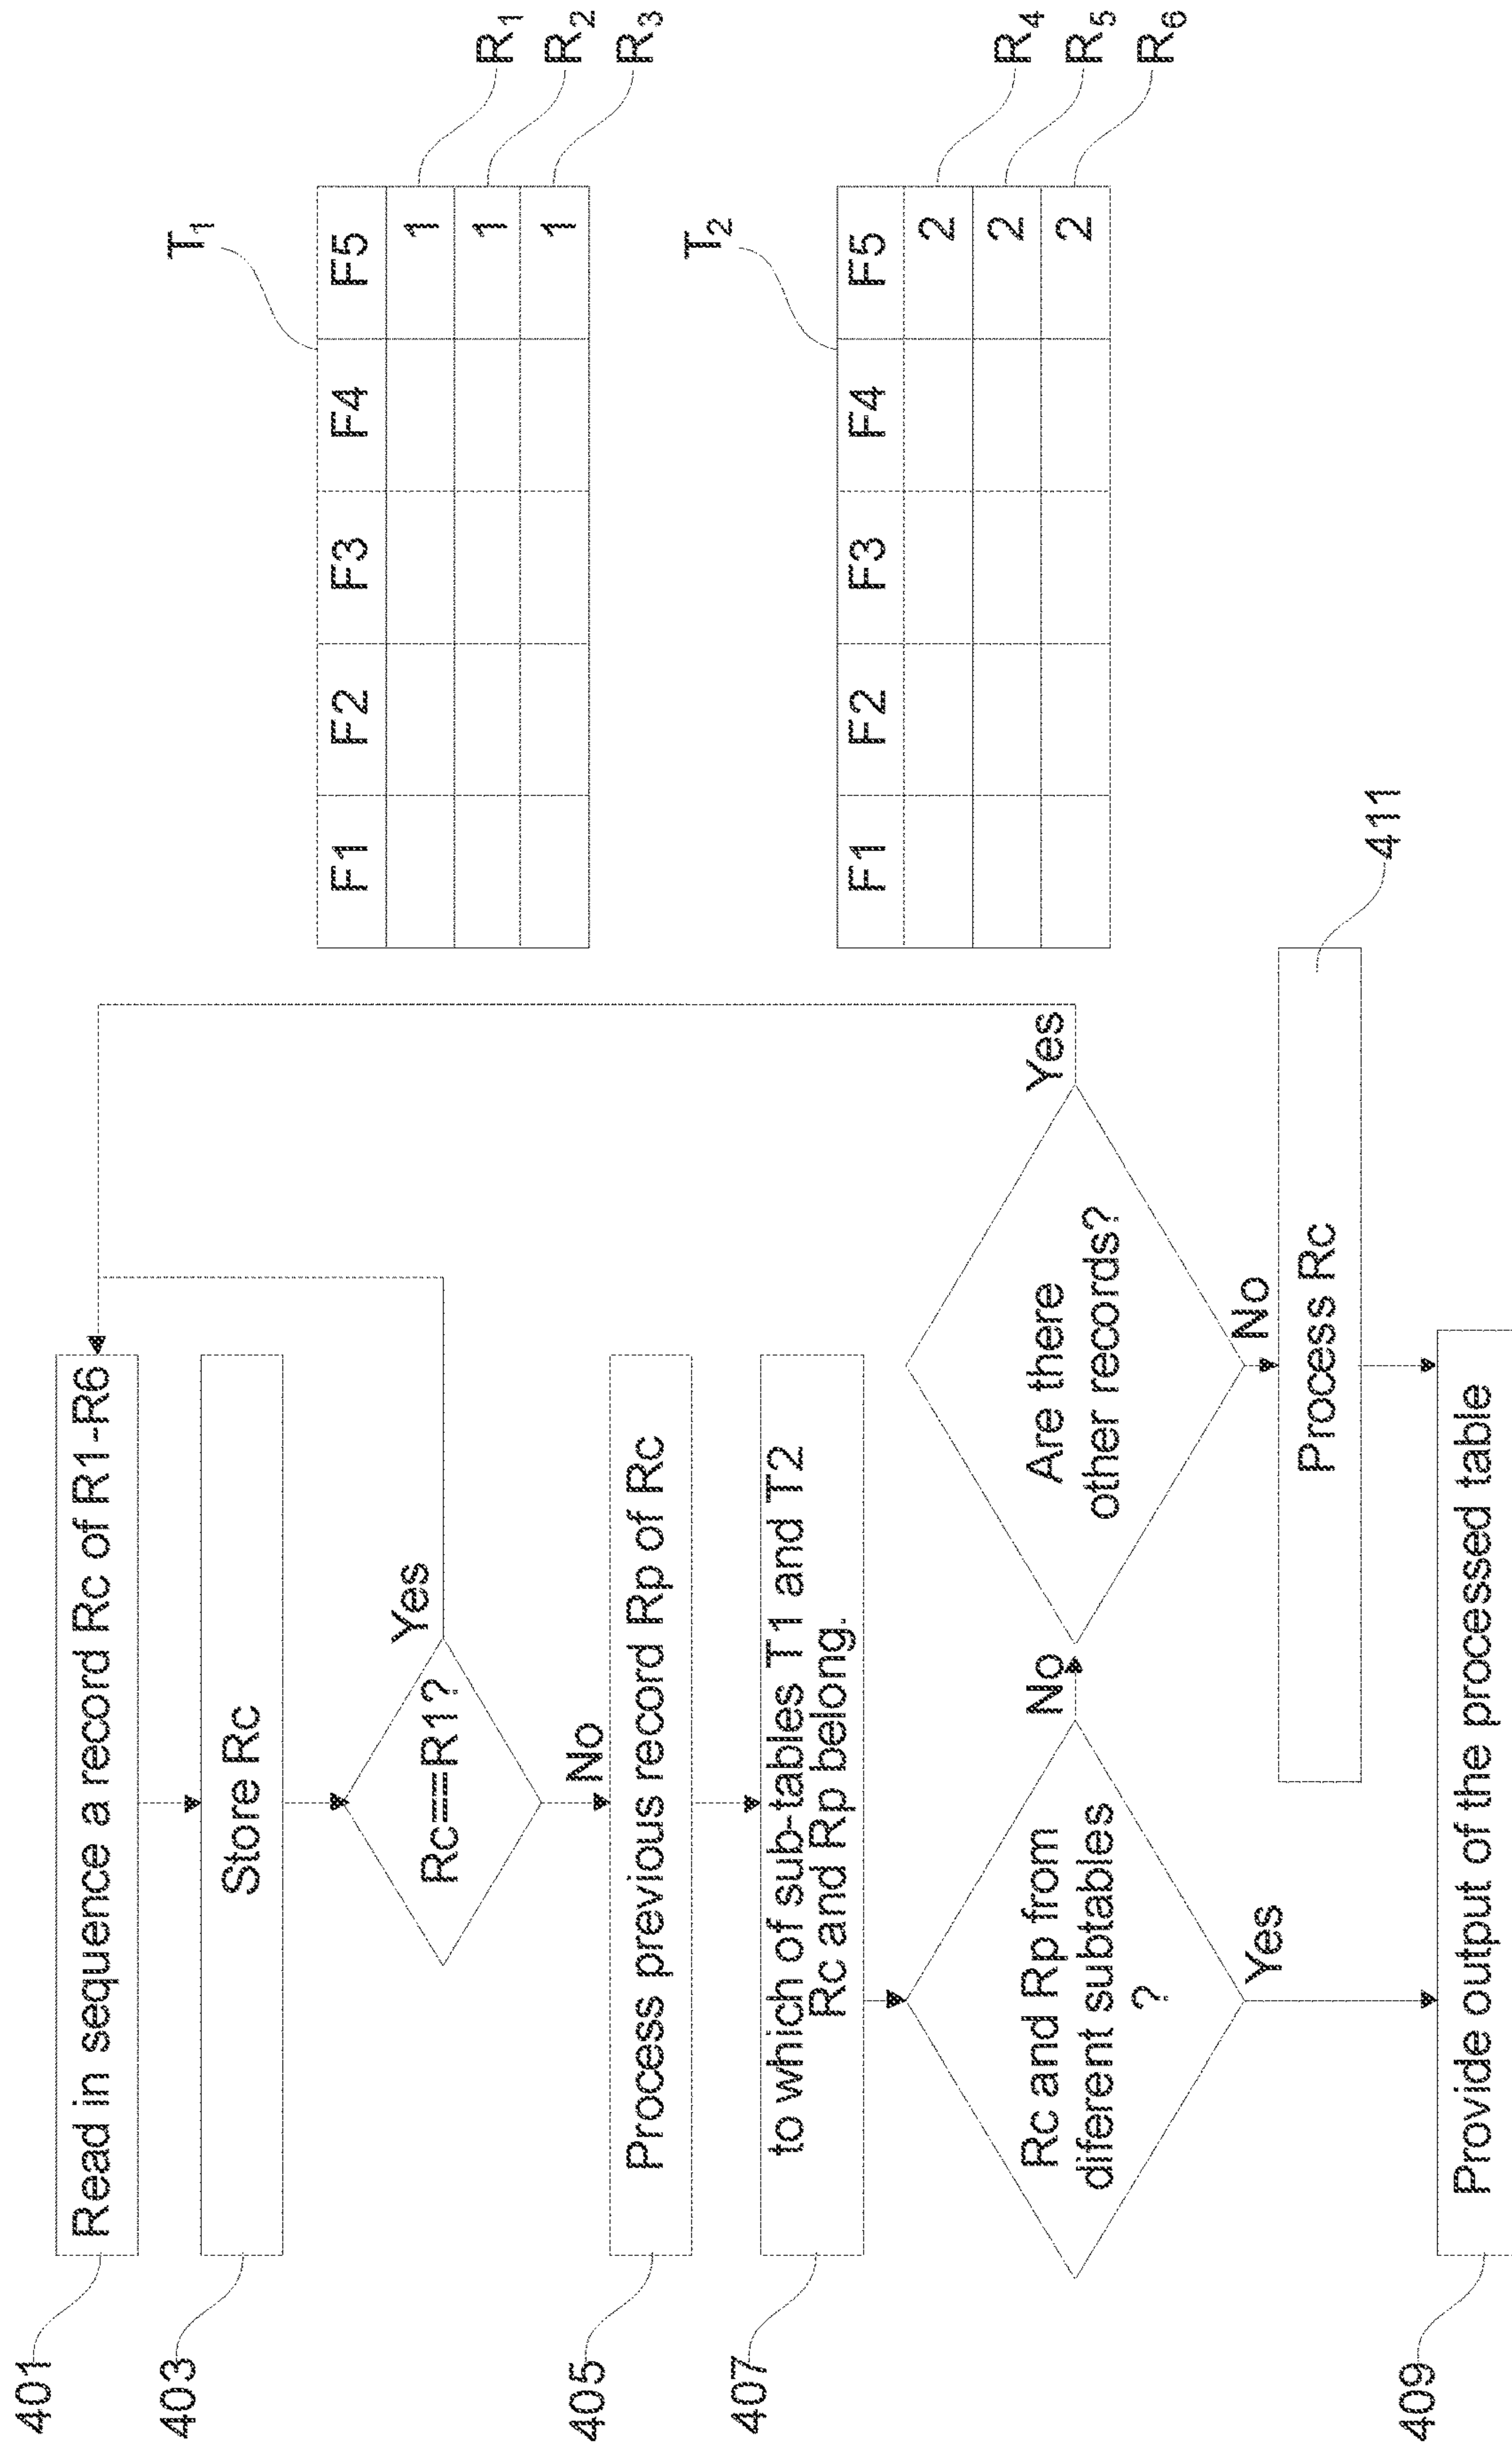 401
Read in sequence a record Rc of R1-R6
403
Store Rc
Rc==R1?
Yes
No
405
Process previous record Rp of Rc
407
to which of sub-tables T1 and T2
Rc and Rp belong.
Rc and Rp from
diferent subtables
?
No
Yes
Are there
other records?
Yes
No
Process Rc
411
409
Provide output of the processed table
T1
F1 F2 F3 F4 F5
1 R1
1 R2
1 R3
T2
F1 F2 F3 F4 F5
2 R4
2 R5
2 R6